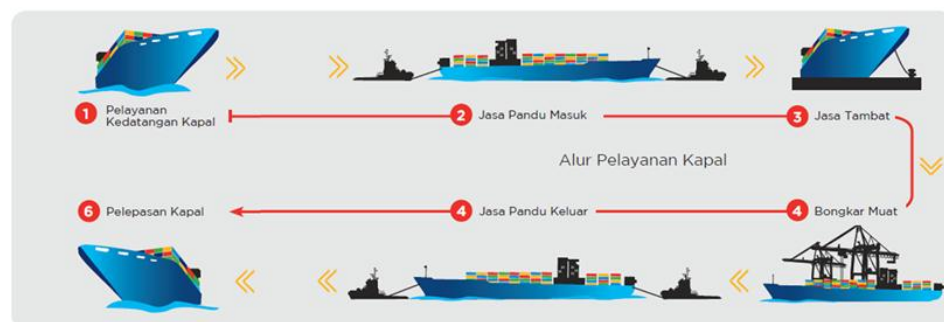 1 Pelayanan
Kedatangan Kapal
2 Jasa Pandu Masuk
3 Jasa Tambat
Alur Pelayanan Kapal
4 Bongkar Muat
4 Jasa Pandu Keluar
6 Pelepasan Kapal